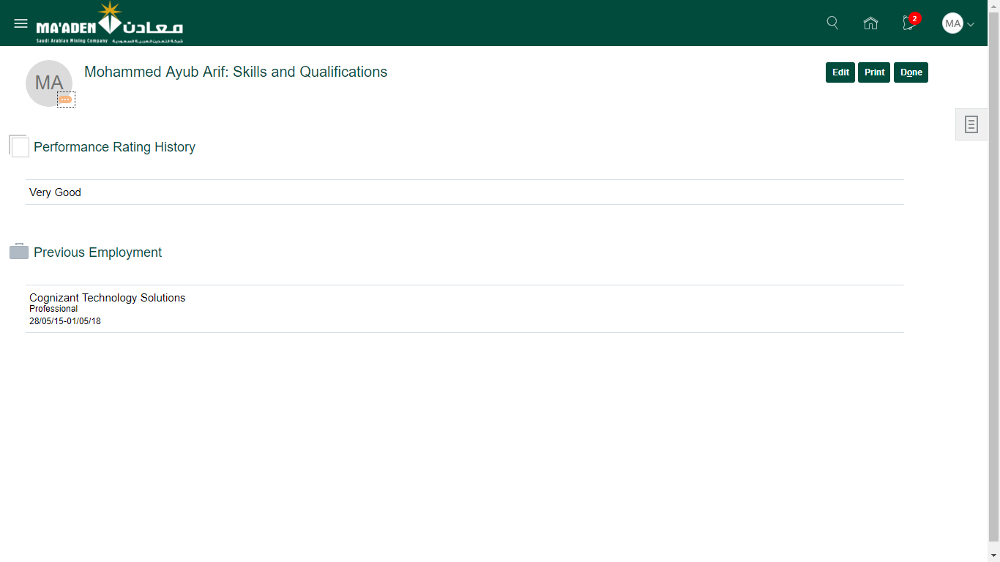 MA'ADEN معادن
Saudi Arabian Mining Company شركة التعدين العربية السعودية
2
MA
MA
Mohammed Ayub Arif: Skills and Qualifications
Edit Print Done
Performance Rating History
Very Good
Previous Employment
Cognizant Technology Solutions
Professional
28/05/15-01/05/18